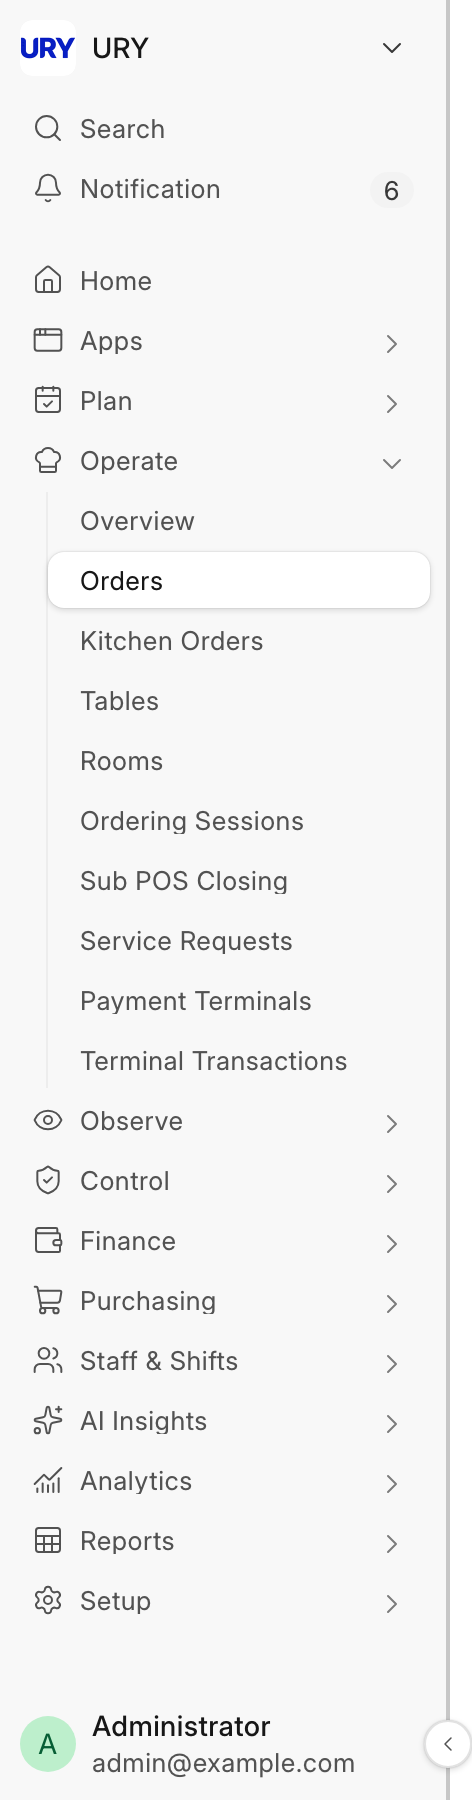 URY URY
Search
Notification 6
Home
Apps
Plan
Operate
Overview
Orders
Kitchen Orders
Tables
Rooms
Ordering Sessions
Sub POS Closing
Service Requests
Payment Terminals
Terminal Transactions
Observe
Control
Finance
Purchasing
Staff & Shifts
AI Insights
Analytics
Reports
Setup
A Administrator
admin@example.com